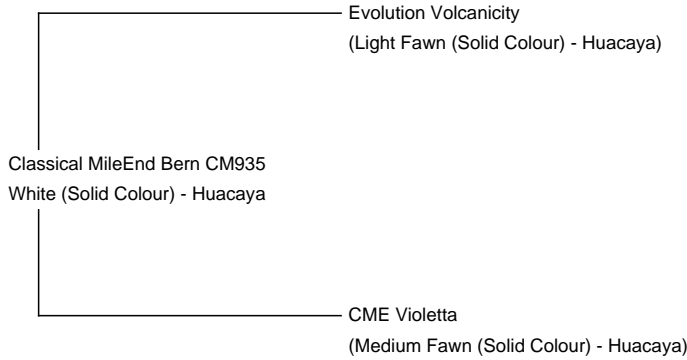 Evolution Volcanicity
(Light Fawn (Solid Colour) - Huacaya)
Classical MileEnd Bern CM935
White (Solid Colour) - Huacaya
CME Violetta
(Medium Fawn (Solid Colour) - Huacaya)